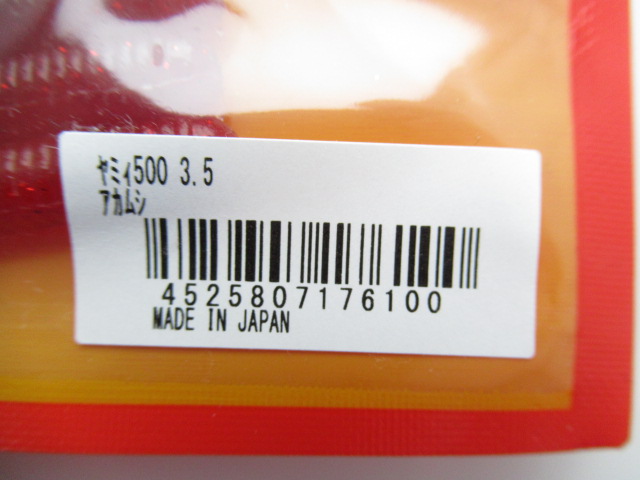 ﾔﾐｨ500 3.5
ｱｶﾑｼ
4525807176100
MADE IN JAPAN